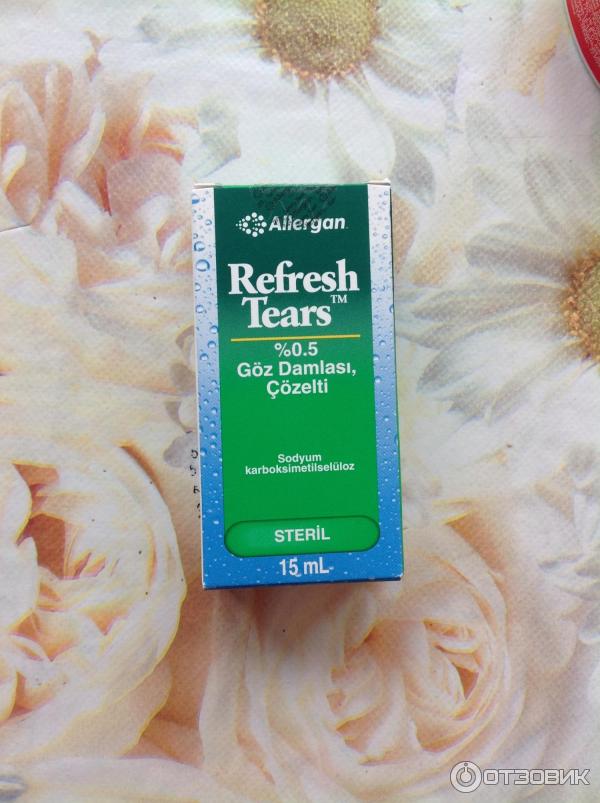 Allergan
Refresh
Tears™
%0.5
Göz Damlası,
Çözelti
Sodyum
karboksimetilselüloz
STERİL
15 mL
ОТЗОВИК